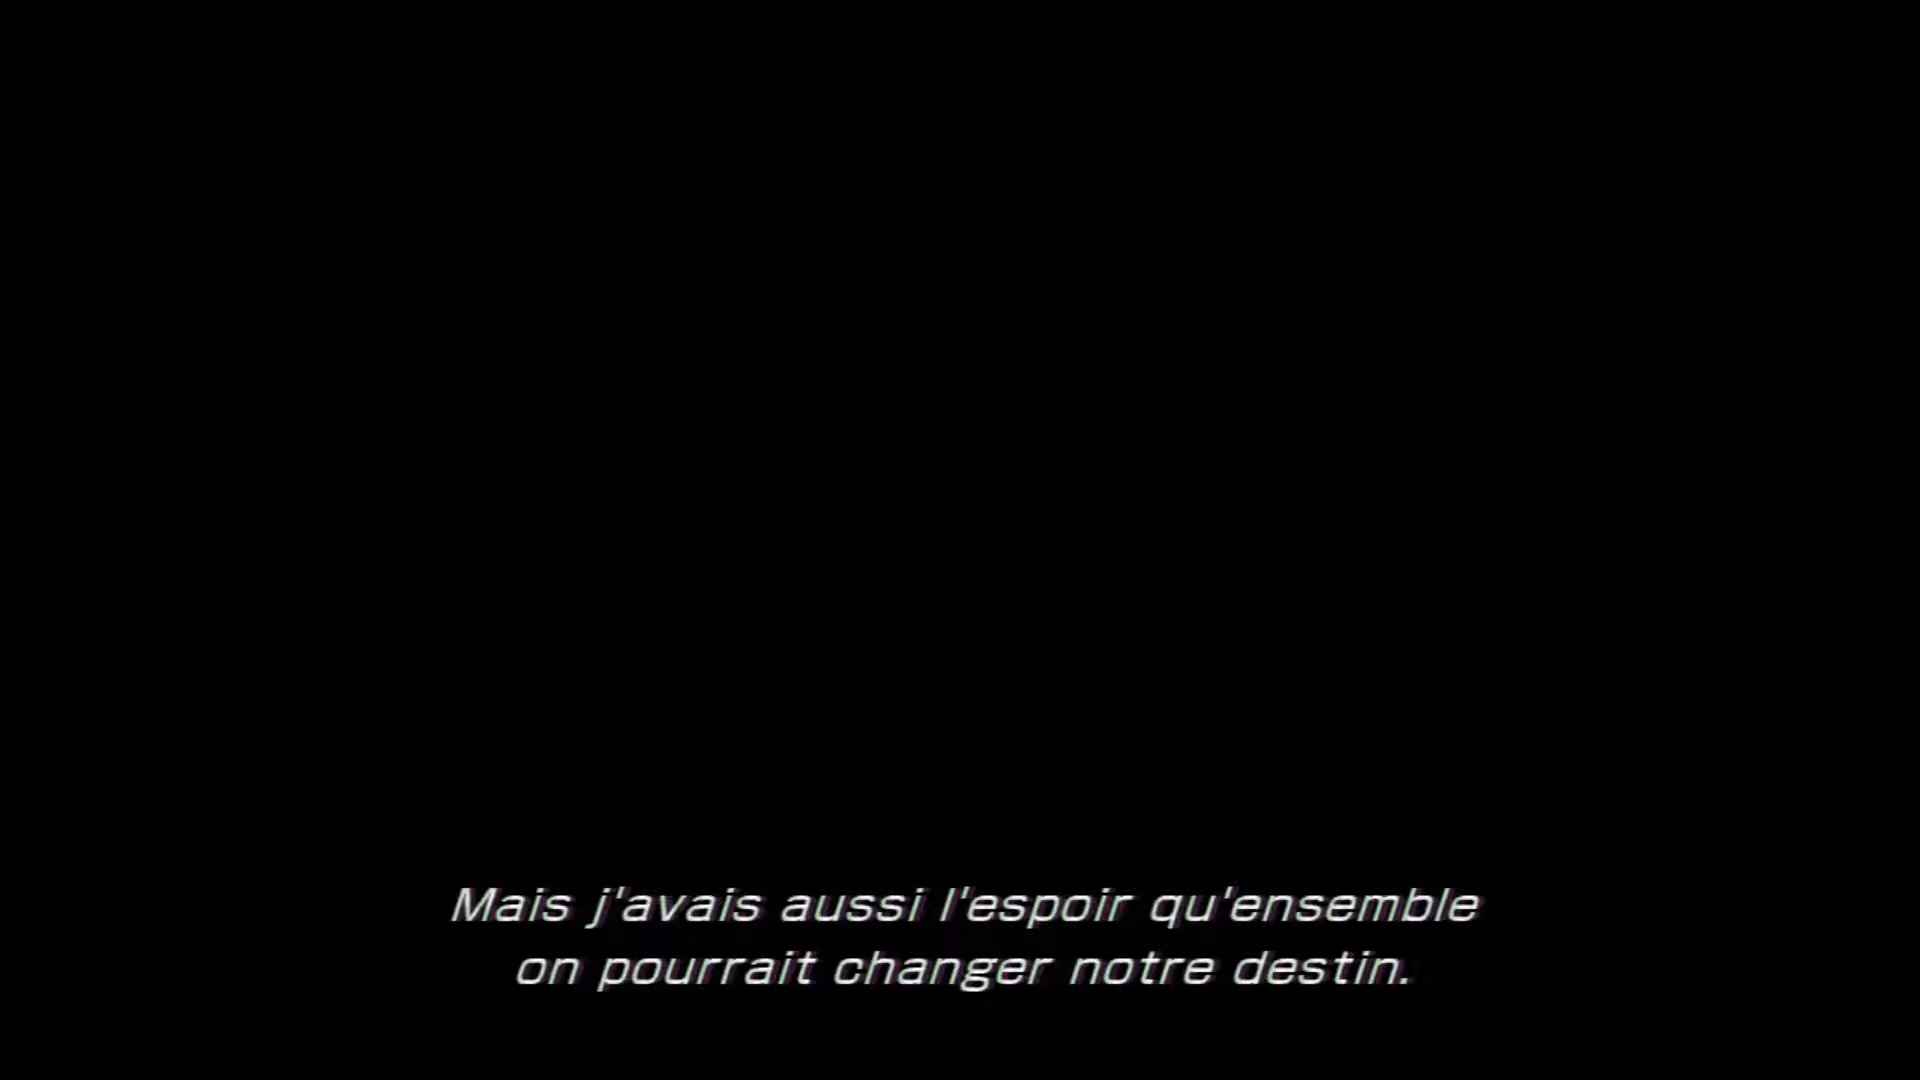 Mais j'avais aussi l'espoir qu'ensemble
on pourrait changer notre destin.